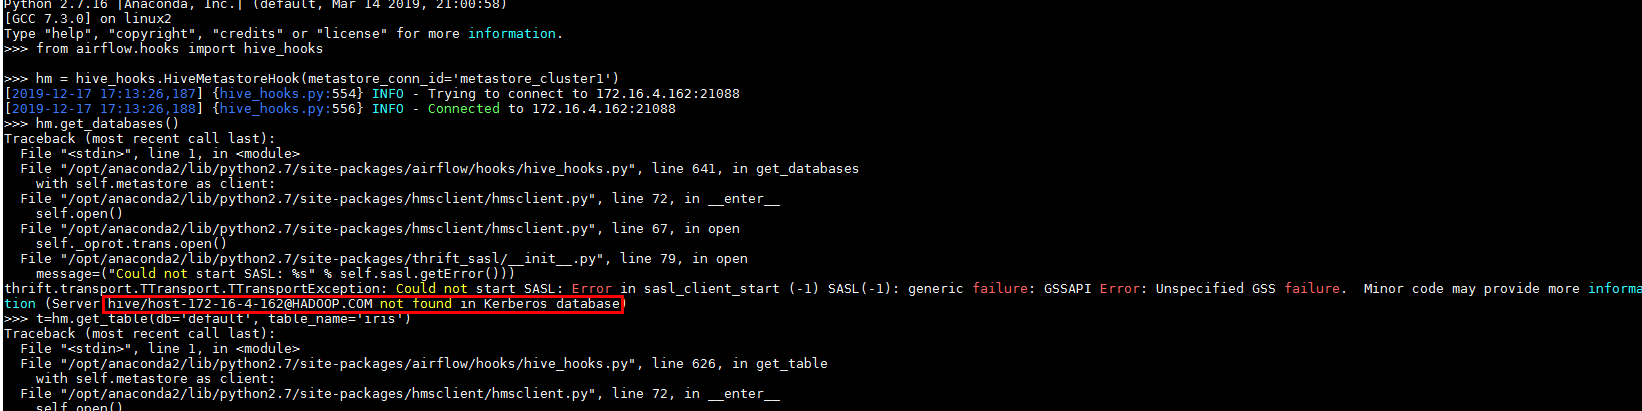 Python 2.7.16 |Anaconda, Inc.| (default, Mar 14 2019, 21:00:58)
[GCC 7.3.0] on linux2
Type "help", "copyright", "credits" or "license" for more information.
>>> from airflow.hooks import hive_hooks
>>> hm = hive_hooks.HiveMetastoreHook(metastore_conn_id='metastore_cluster1')
[2019-12-17 17:13:26,187] {hive_hooks.py:554} INFO - Trying to connect to 172.16.4.162:21088
[2019-12-17 17:13:26,188] {hive_hooks.py:556} INFO - Connected to 172.16.4.162:21088
>>> hm.get_databases()
Traceback (most recent call last):
  File "<stdin>", line 1, in <module>
  File "/opt/anaconda2/lib/python2.7/site-packages/airflow/hooks/hive_hooks.py", line 641, in get_databases
    with self.metastore as client:
  File "/opt/anaconda2/lib/python2.7/site-packages/hmsclient/hmsclient.py", line 72, in __enter__
    self.open()
  File "/opt/anaconda2/lib/python2.7/site-packages/hmsclient/hmsclient.py", line 67, in open
    self._oprot.trans.open()
  File "/opt/anaconda2/lib/python2.7/site-packages/thrift_sasl/__init__.py", line 79, in open
    message=("Could not start SASL: %s" % self.sasl.getError()))
thrift.transport.TTransport.TTransportException: Could not start SASL: Error in sasl_client_start (-1) SASL(-1): generic failure: GSSAPI Error: Unspecified GSS failure.  Minor code may provide more informa
tion (Server hive/host-172-16-4-162@HADOOP.COM not found in Kerberos database)
>>> t=hm.get_table(db='default', table_name='iris')
Traceback (most recent call last):
  File "<stdin>", line 1, in <module>
  File "/opt/anaconda2/lib/python2.7/site-packages/airflow/hooks/hive_hooks.py", line 626, in get_table
    with self.metastore as client:
  File "/opt/anaconda2/lib/python2.7/site-packages/hmsclient/hmsclient.py", line 72, in __enter__
    self.open()